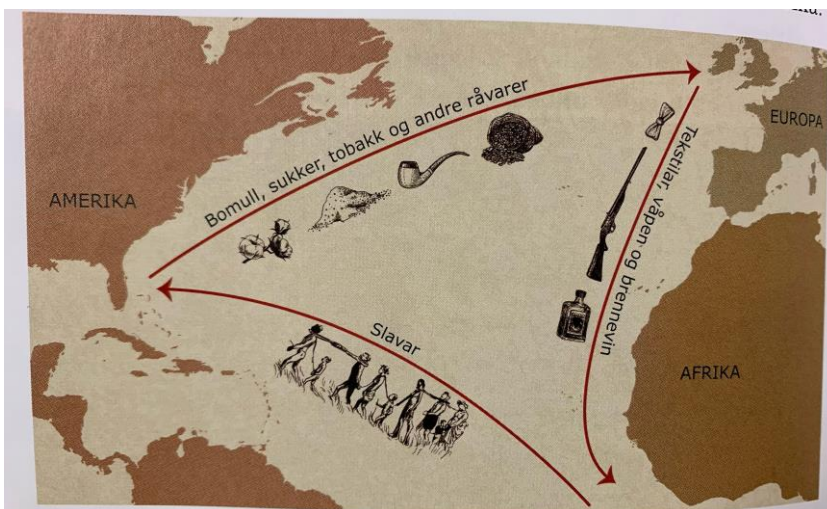 Bomull, sukker, tobakk og andre råvarer
EUROPA
Tekstilar, våpen og brennevin
AMERIKA
Slavar
AFRIKA